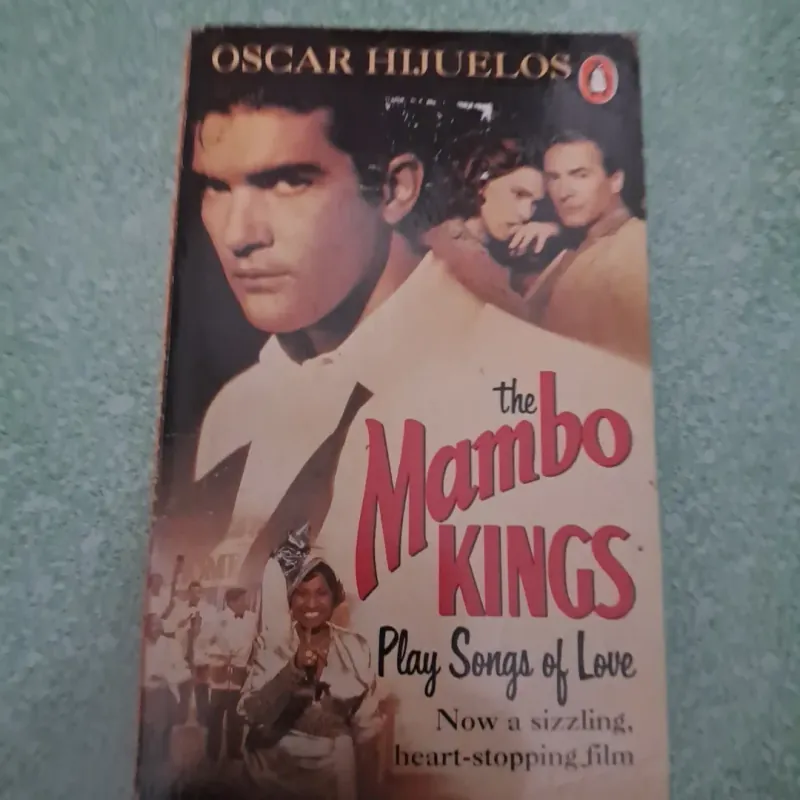 OSCAR HIJUELOS
the
Mambo
KINGS
Play Songs of Love
Now a sizzling,
heart-stopping film